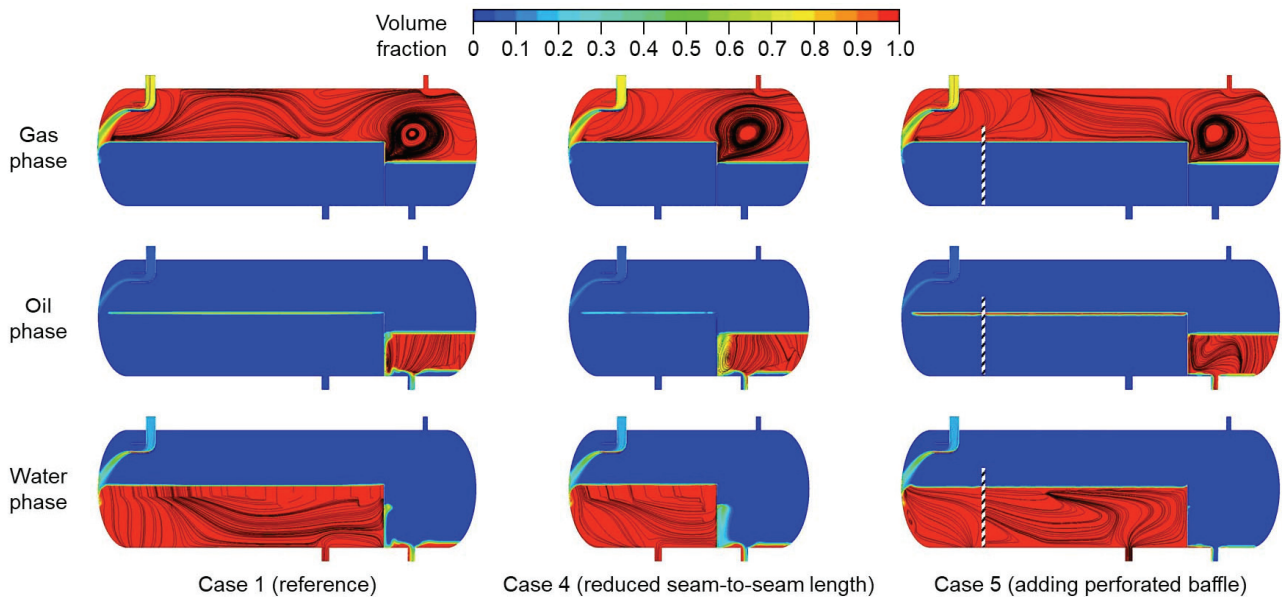 Volume
fraction
0 0.1 0.2 0.3 0.4 0.5 0.6 0.7 0.8 0.9 1.0
Gas
phase
Oil
phase
Water
phase
Case 1 (reference)
Case 4 (reduced seam-to-seam length)
Case 5 (adding perforated baffle)